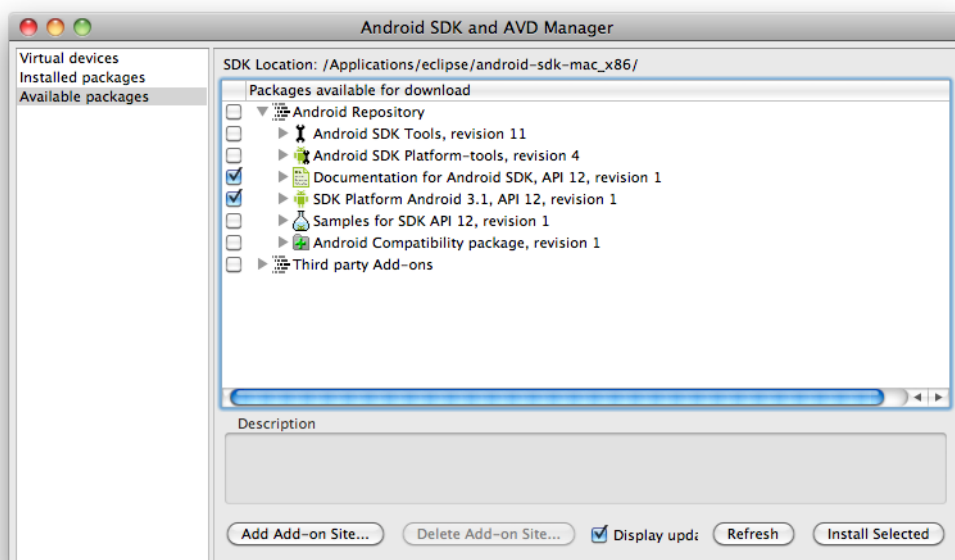 Android SDK and AVD Manager
Virtual devices
Installed packages
Available packages
SDK Location: /Applications/eclipse/android-sdk-mac_x86/
Packages available for download
Android Repository
Android SDK Tools, revision 11
Android SDK Platform-tools, revision 4
Documentation for Android SDK, API 12, revision 1
SDK Platform Android 3.1, API 12, revision 1
Samples for SDK API 12, revision 1
Android Compatibility package, revision 1
Third party Add-ons
Description
Add Add-on Site... Delete Add-on Site... Display upda Refresh Install Selected